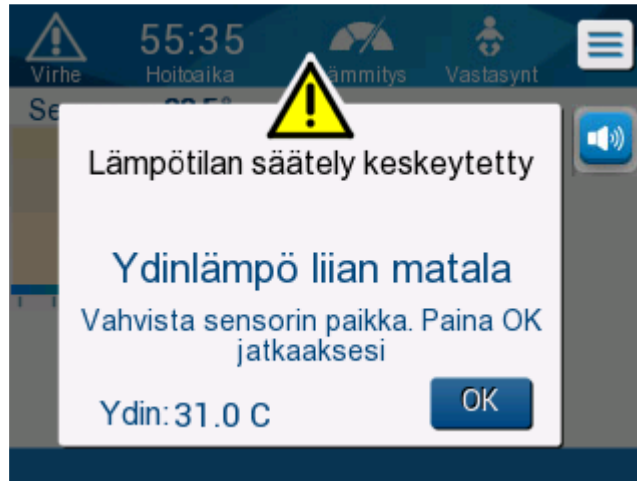 55:35
Virhe
Hoitoaika
Vastasynt
Lämpötilan säätely keskeytetty
Ydinlämpö liian matala
Vahvista sensorin paikka. Paina OK
jatkaaksesi
Ydin: 31.0 C
OK